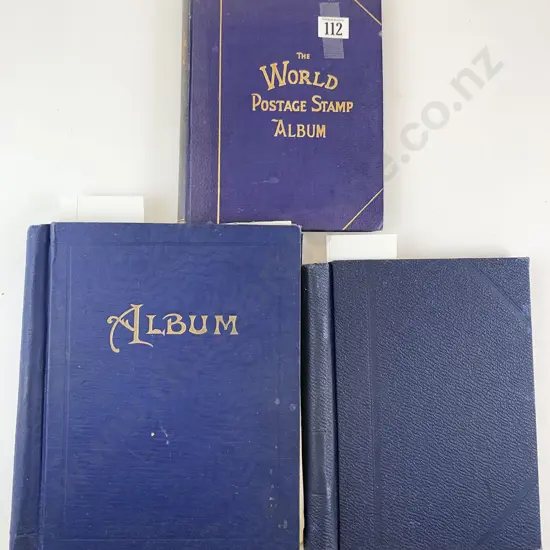 112
THE
WORLD
POSTAGE STAMP
ALBUM
ALBUM